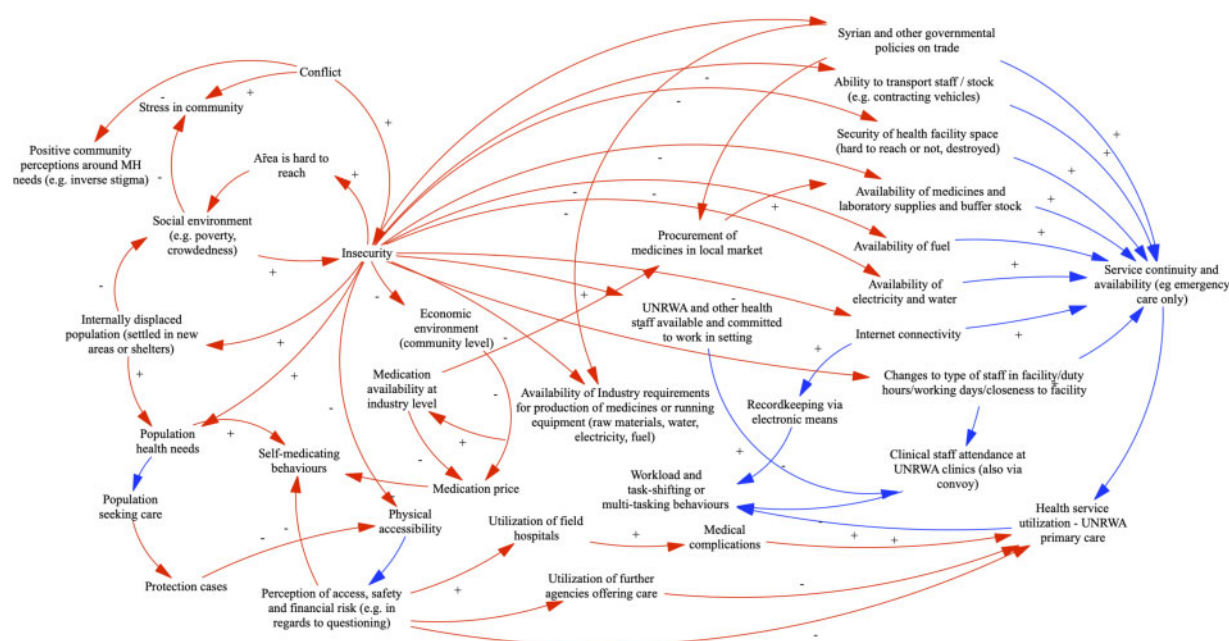 Conflict
Stress in community
Positive community
perceptions around MH
needs (e.g. inverse stigma)
Area is hard to
reach
Social environment
(e.g. poverty,
crowdedness)
Insecurity
Internally displaced
population (settled in new
areas or shelters)
Economic
environment
(community level)
Medication
availability at
industry level
Population
health needs
Self-medicating
behaviours
Medication price
Population
seeking care
Physical
accessibility
Protection cases
Perception of access, safety
and financial risk (e.g. in
regards to questioning)
Utilization of field
hospitals
Medical
complications
Utilization of further
agencies offering care
Syrian and other governmental
policies on trade
Ability to transport staff / stock
(e.g. contracting vehicles)
Security of health facility space
(hard to reach or not, destroyed)
Availability of medicines and
laboratory supplies and buffer stock
Procurement of
medicines in local market
Availability of fuel
Availability of
electricity and water
Service continuity and
availability (eg emergency
care only)
UNRWA and other health
staff available and committed
to work in setting
Internet connectivity
Changes to type of staff in facility/duty
hours/working days/closeness to facility
Availability of Industry requirements
for production of medicines or running
equipment (raw materials, water,
electricity, fuel)
Recordkeeping via
electronic means
Clinical staff attendance at
UNRWA clinics (also via
convoy)
Workload and
task-shifting or
multi-tasking behaviours
Health service
utilization - UNRWA
primary care